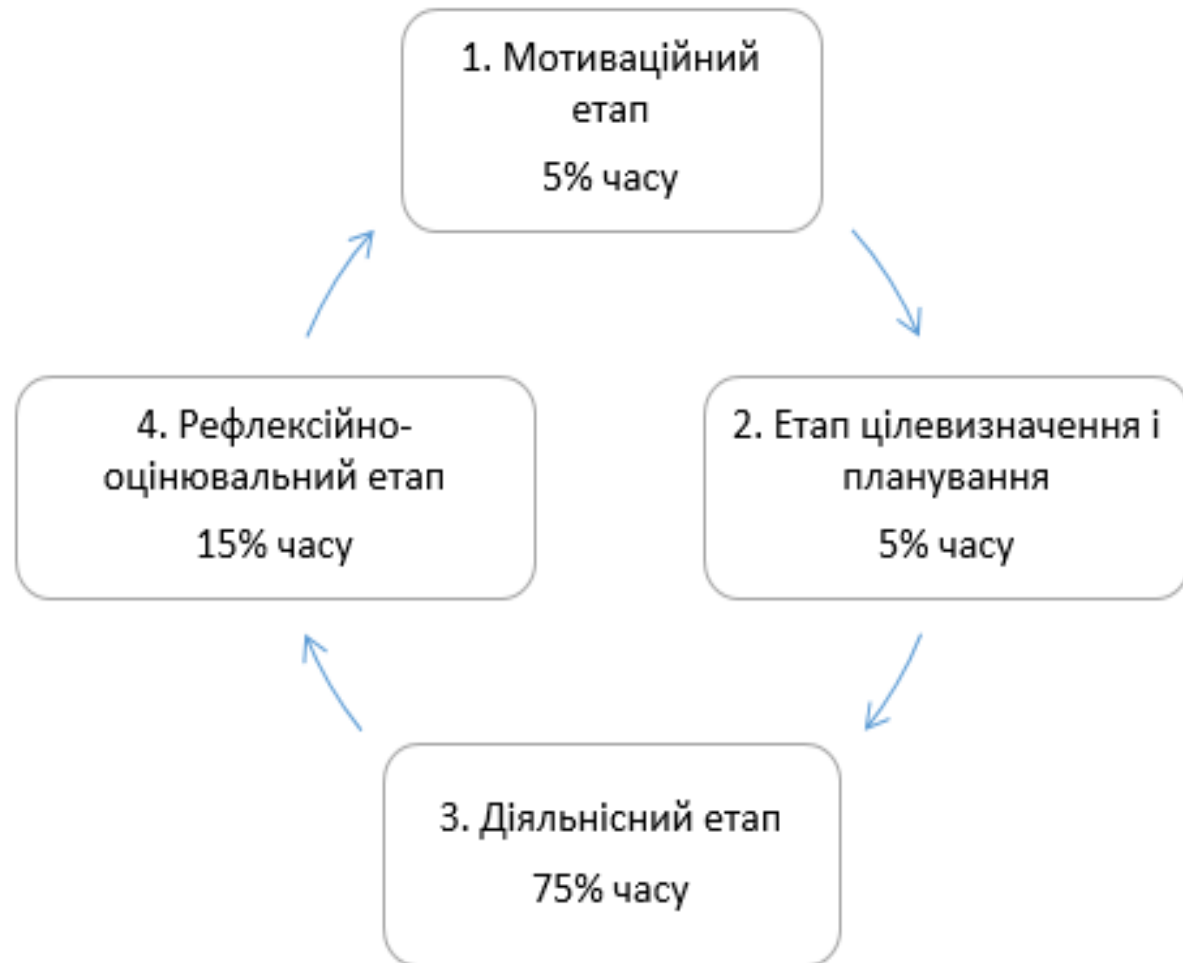 1. Мотиваційний
етап
5% часу
2. Етап цілевизначення і
планування
5% часу
3. Діяльнісний етап
75% часу
4. Рефлексійно-
оцінювальний етап
15% часу